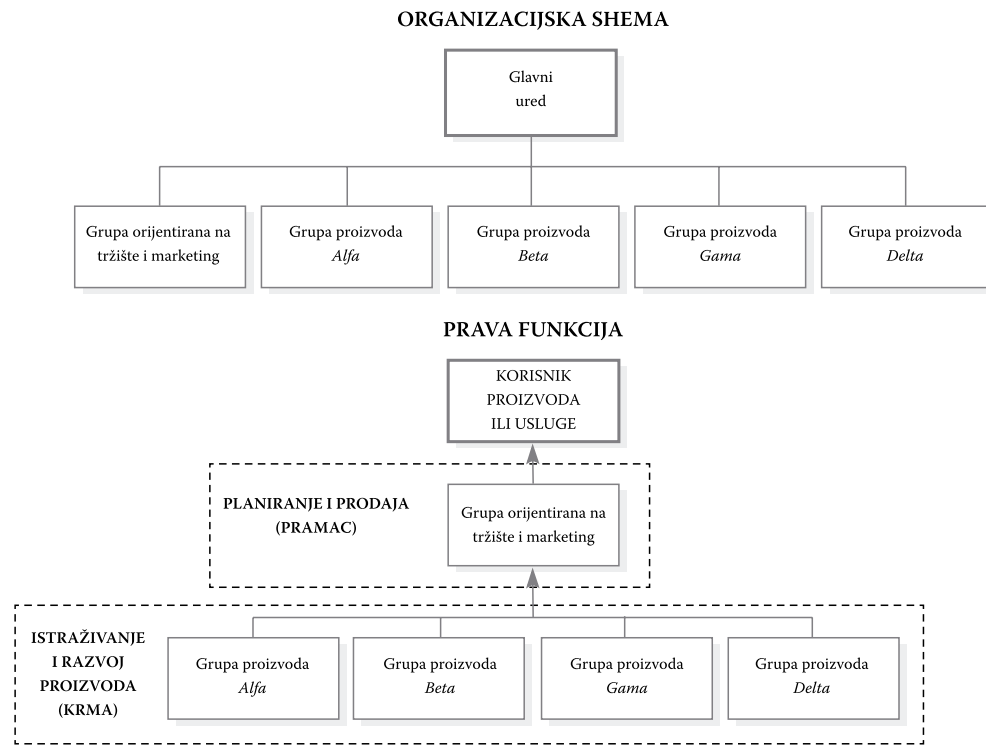 ORGANIZACIJSKA SHEMA
Glavni
ured
Grupa orijentirana na
tržište i marketing
Grupa proizvoda
Alfa
Grupa proizvoda
Beta
Grupa proizvoda
Gama
Grupa proizvoda
Delta
PRAVA FUNKCIJA
KORISNIK
PROIZVODA
ILI USLUGE
PLANIRANJE I PRODAJA
(PRAMAC)
Grupa orijentirana na
tržište i marketing
ISTRAŽIVANJE
I RAZVOJ
PROIZVODA
(KRMA)
Grupa proizvoda
Alfa
Grupa proizvoda
Beta
Grupa proizvoda
Gama
Grupa proizvoda
Delta